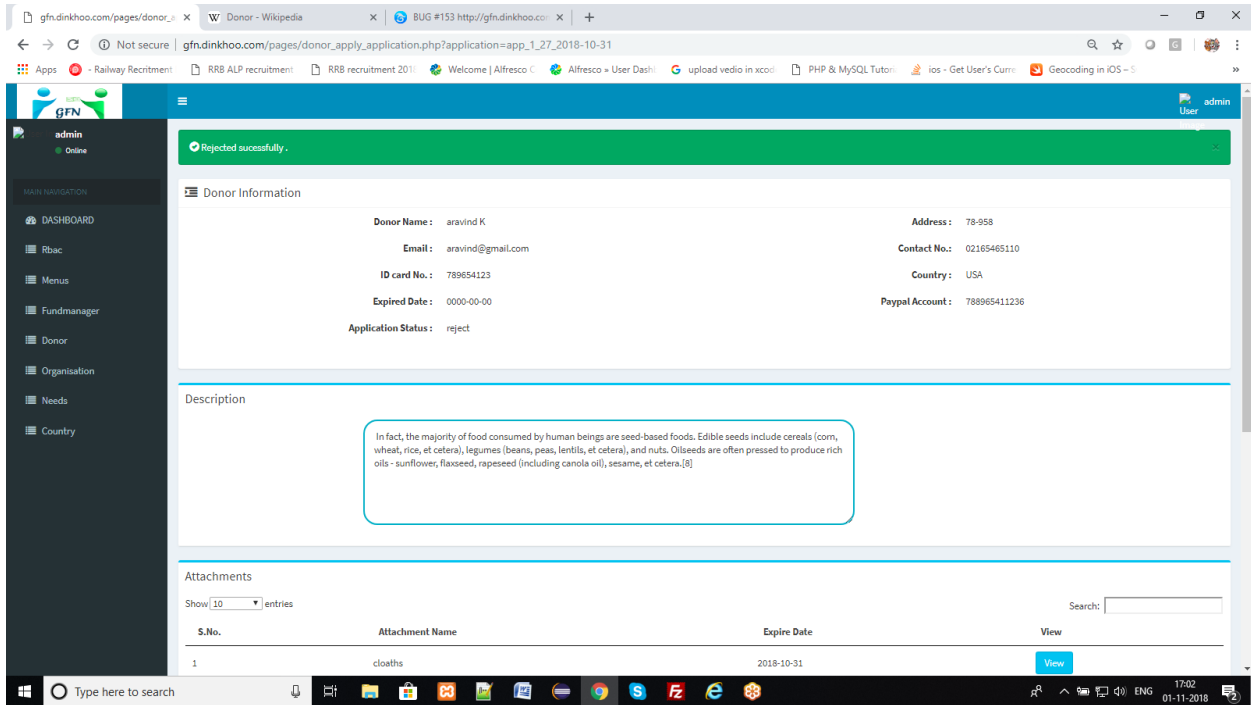 gfn.dinkhoo.com/pages/donor_a
Donor - Wikipedia
BUG #153 http://gfn.dinkhoo.con
Not secure gfn.dinkhoo.com/pages/donor_apply_application.php?application=app_1_27_2018-10-31
Apps - Railway Recritment RRB ALP recruitment RRB recruitment 201 Welcome | Alfresco Alfresco » User Dash G upload vedio in xcod PHP & MySQL Tutor ios - Get User's Curre Geocoding in iOS – S »
GFN
User admin
admin
Online
Rejected sucessfully .
MAIN NAVIGATION
DASHBOARD
Rbac
Menus
Fundmanager
Donor
Organisation
Needs
Country
Donor Information
Donor Name : aravind K Address : 78-958
Email : aravind@gmail.com Contact No.: 02165465110
ID card No. : 789654123 Country : USA
Expired Date : 0000-00-00 Paypal Account : 788965411236
Application Status : reject
Description
In fact, the majority of food consumed by human beings are seed-based foods. Edible seeds include cereals (corn,
wheat, rice, et cetera), legumes (beans, peas, lentils, et cetera), and nuts. Oilseeds are often pressed to produce rich
oils - sunflower, flaxseed, rapeseed (including canola oil), sesame, et cetera.[8]
Attachments
Show 10 entries Search:
S.No. Attachment Name Expire Date View
1 cloaths 2018-10-31 View
Type here to search
ENG
17:02
01-11-2018
2